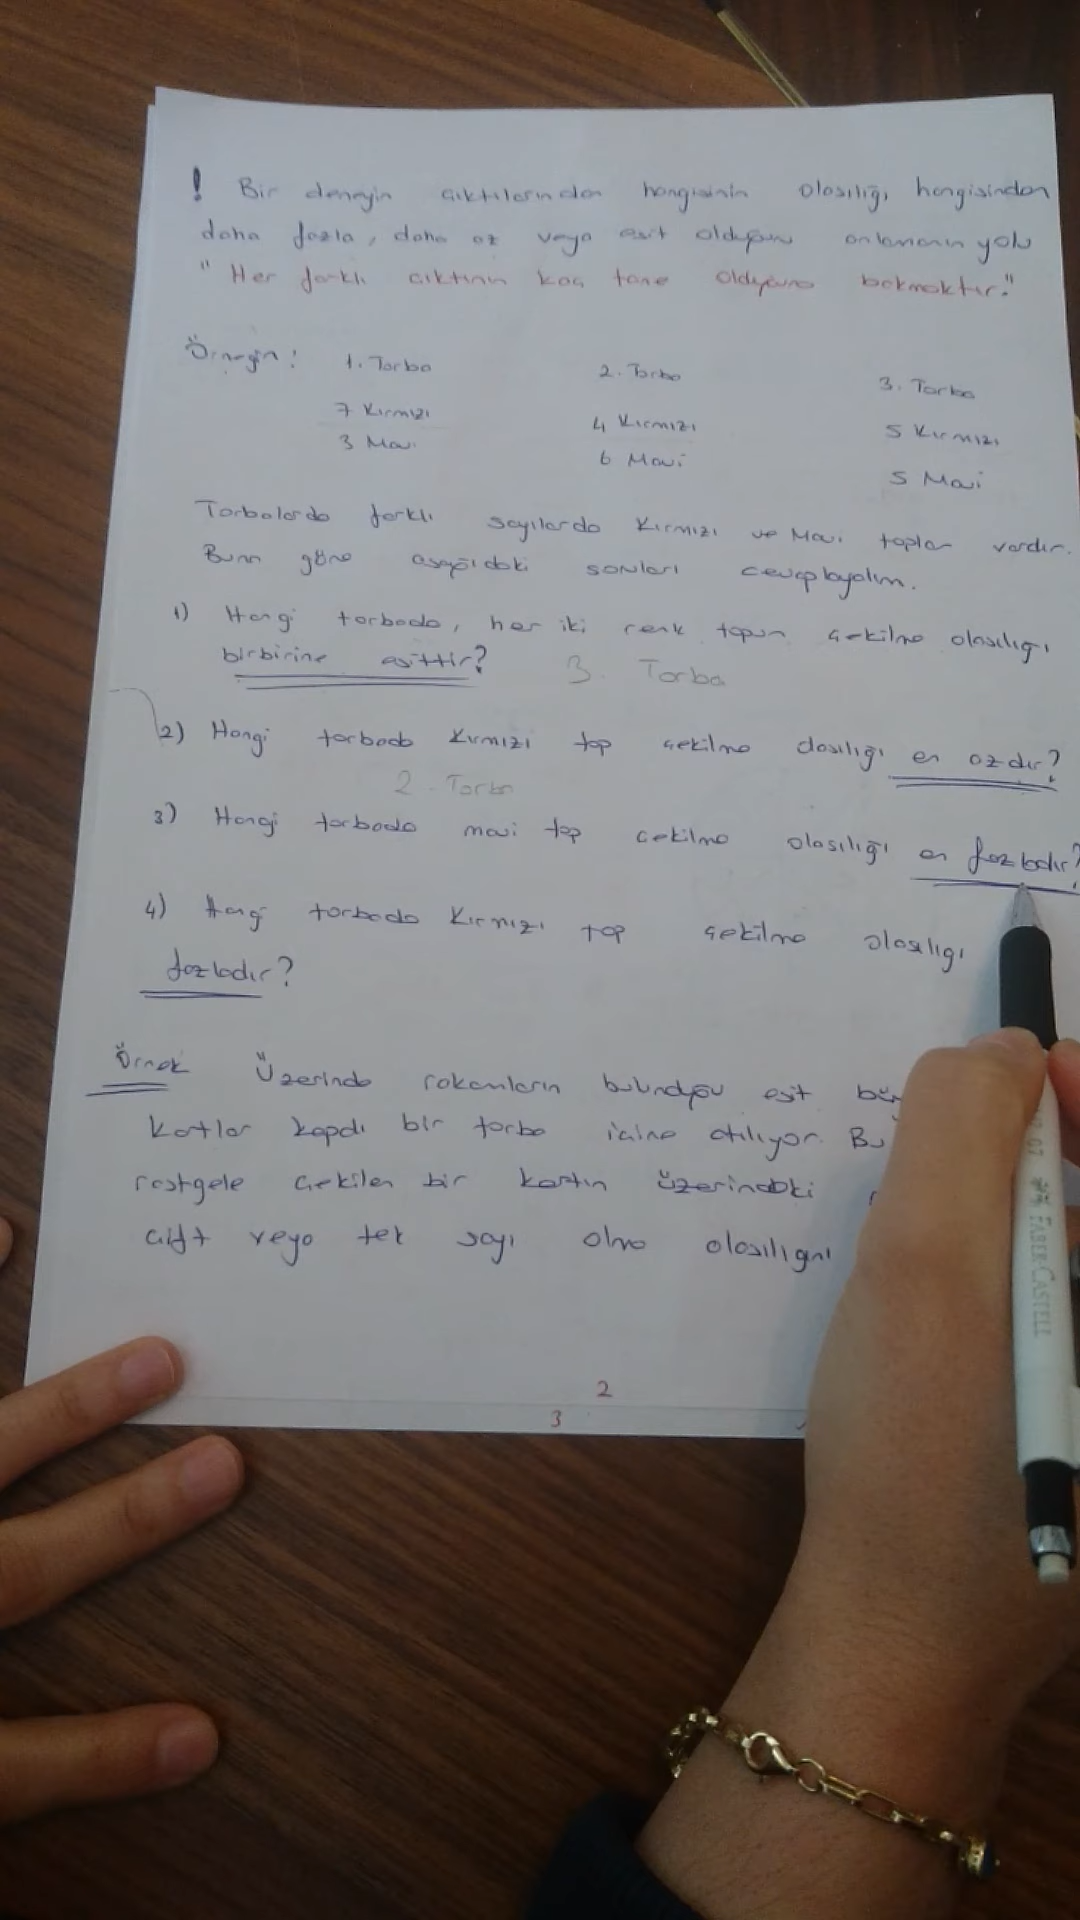 ! Bir deneyin çıktılarından hangisinin olasılığı, hangisinden
daha fazla, daha az veya eşit olduğunu anlamanın yolu
" Her farklı çıktının kaç tane olduğuna bakmaktır."
Örneğin: 1. Torba 2. Torba 3. Torba
7 Kırmızı 4 Kırmızı 5 Kırmızı
3 Mavi 6 Mavi 5 Mavi
Torbalarda farklı sayılarda Kırmızı ve Mavi toplar vardır.
Buna göre aşağıdaki soruları cevaplayalım.
1) Hangi torbada, her iki renk topun çekilme olasılığı
birbirine eşittir? 3. Torba
2) Hangi torbada Kırmızı top çekilme olasılığı en azdır?
2. Torba
3) Hangi torbada mavi top çekilme olasılığı en fazladır?
4) Hangi torbada Kırmızı top çekilme olasılığı
fazladır?
Örnek Üzerinde rakamların bulunduğu eşit
kartlar kapalı bir torba içine atılıyor. Bu
rastgele çekilen bir kartın üzerindeki
çift veya tek sayı olma olasılığını
2
3
FABER-CASTELL